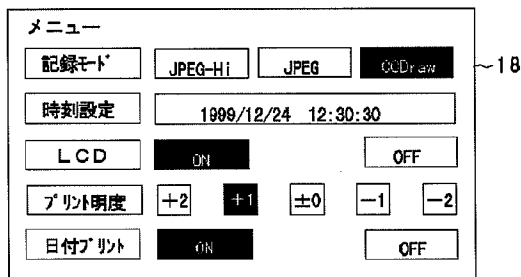 メニュー
記録ﾓｰﾄﾞ JPEG-Hi JPEG CCDraw 18
時刻設定 1999/12/24 12:30:30
LCD ON OFF
ﾌﾟﾘﾝﾄ明度 +2 +1 ±0 -1 -2
日付ﾌﾟﾘﾝﾄ ON OFF